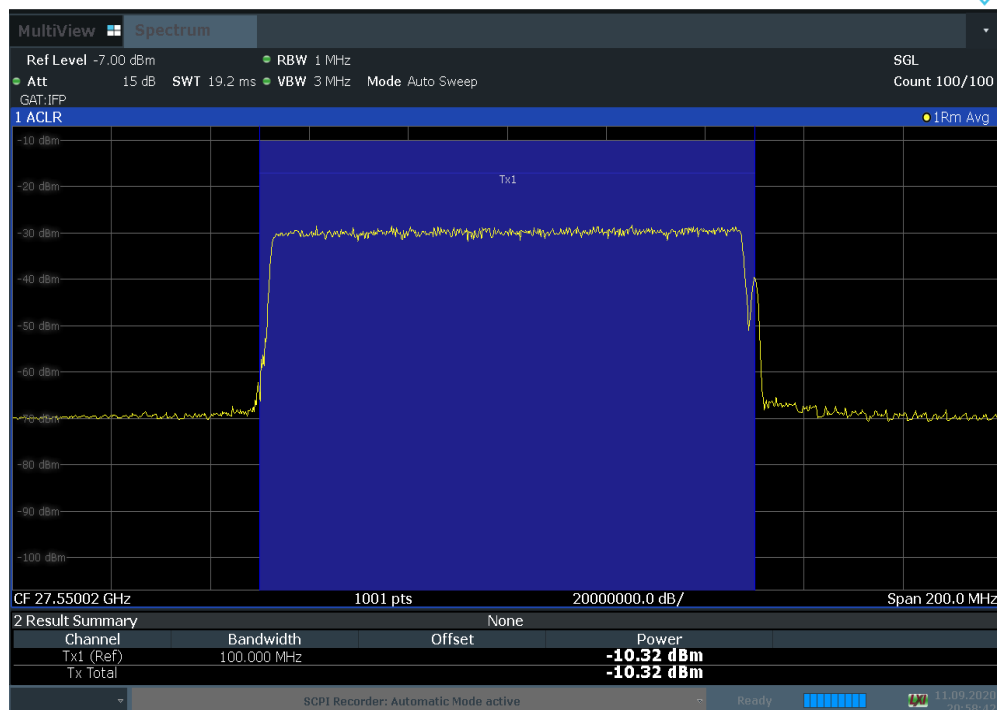 MultiView Spectrum
Ref Level -7.00 dBm RBW 1 MHz SGL
Att 15 dB SWT 19.2 ms VBW 3 MHz Mode Auto Sweep Count 100/100
GAT:IFP
1 ACLR 1Rm Avg
-10 dBm
Tx1
-20 dBm
-30 dBm
-40 dBm
-50 dBm
-60 dBm
-70 dBm
-80 dBm
-90 dBm
-100 dBm
CF 27.55002 GHz 1001 pts 20000000.0 dB/ Span 200.0 MHz
2 Result Summary None
Channel Bandwidth Offset Power
Tx1 (Ref) 100.000 MHz -10.32 dBm
Tx Total -10.32 dBm
SCPI Recorder: Automatic Mode active Ready LXI 11.09.2020
20:58:42